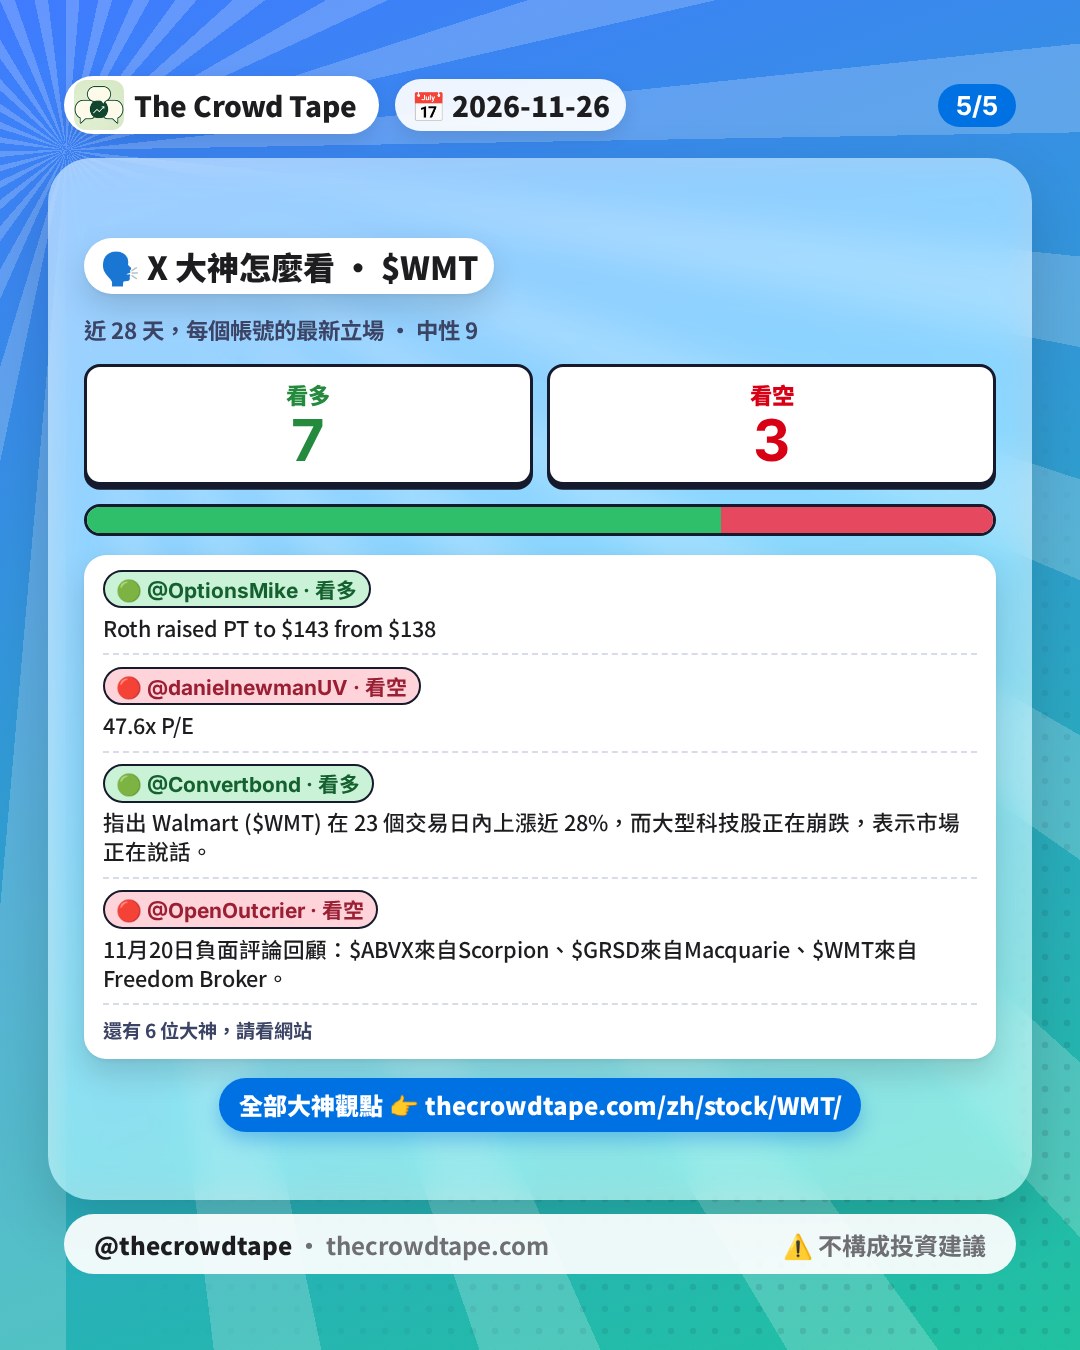 The Crowd Tape
📅 2026-11-26
5/5
🗣️ X 大神怎麼看 · $WMT
近 28 天，每個帳號的最新立場 · 中性 9
看多
7
看空
3
🟢 @OptionsMike · 看多
Roth raised PT to $143 from $138
🔴 @danielnewmanUV · 看空
47.6x P/E
🟢 @Convertbond · 看多
指出 Walmart ($WMT) 在 23 個交易日內上漲近 28%，而大型科技股正在崩跌，表示市場
正在說話。
🔴 @OpenOutcrier · 看空
11月20日負面評論回顧：$ABVX來自Scorpion、$GRSD來自Macquarie、$WMT來自
Freedom Broker。
還有 6 位大神，請看網站
全部大神觀點 👉 thecrowdtape.com/zh/stock/WMT/
@thecrowdtape · thecrowdtape.com
⚠️ 不構成投資建議